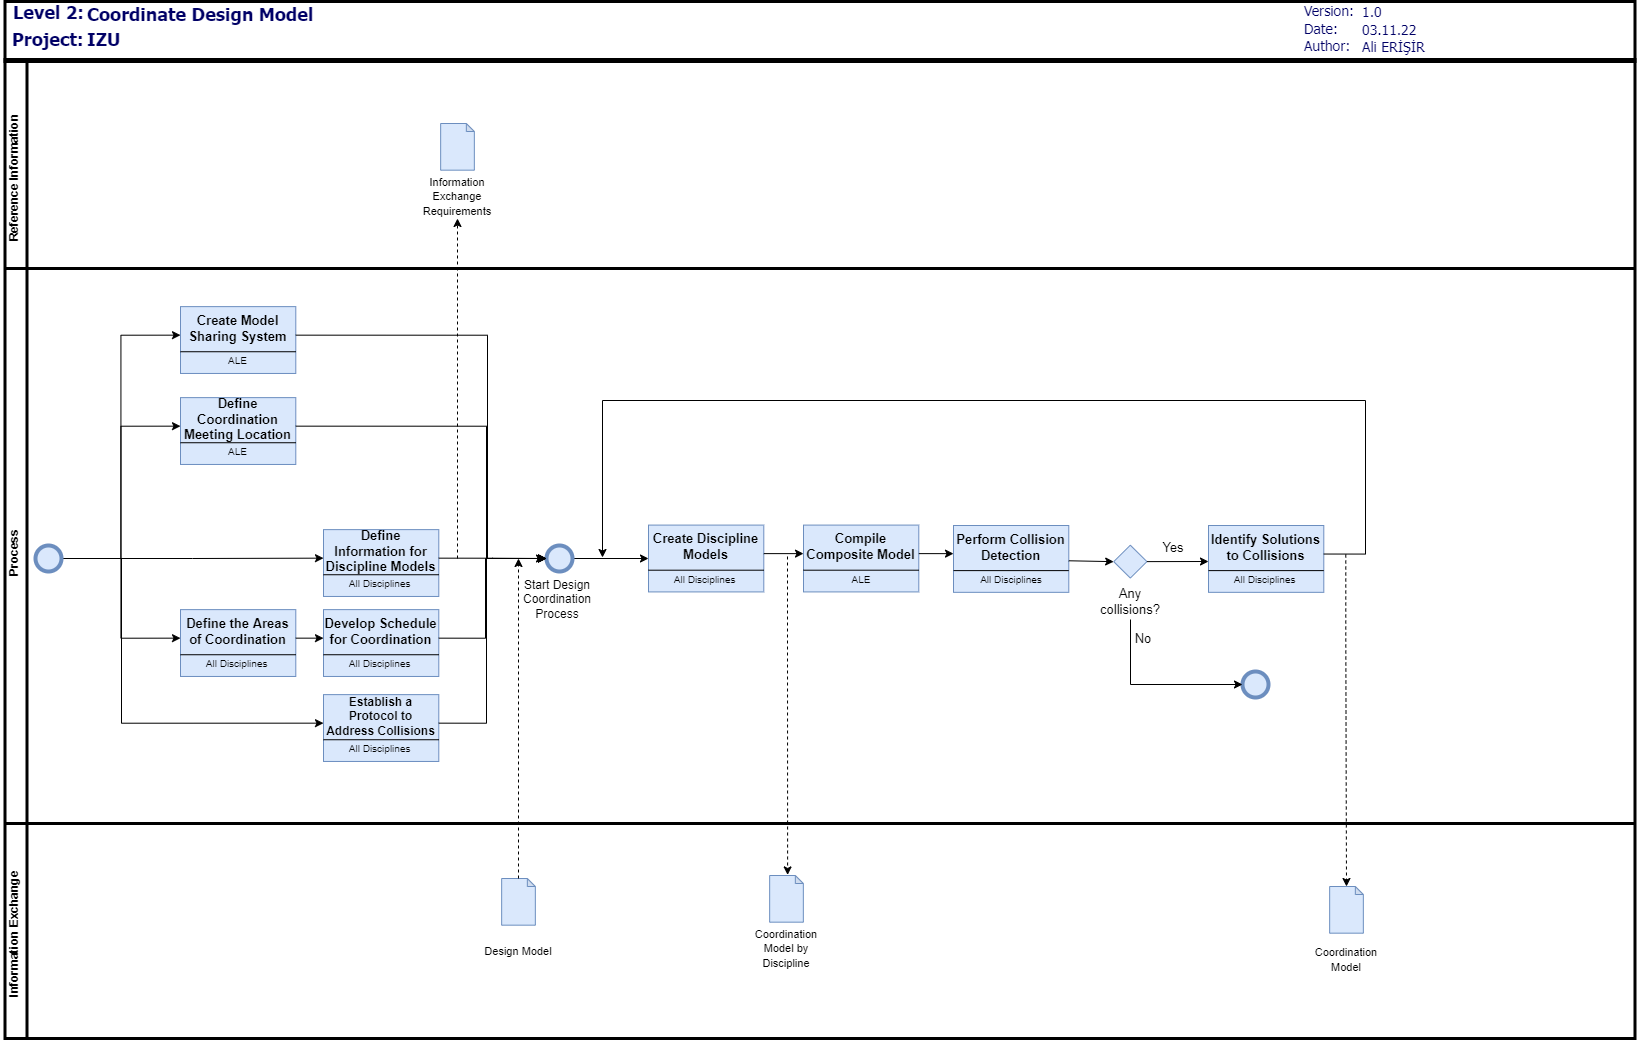 Level 2: Coordinate Design Model
Project: IZU
Version: 1.0
Date: 03.11.22
Author: Ali ERİŞİR
Reference Information
Information
Exchange
Requirements
Process
Create Model
Sharing System
ALE
Define
Coordination
Meeting Location
ALE
Define
Information for
Discipline Models
All Disciplines
Define the Areas
of Coordination
All Disciplines
Develop Schedule
for Coordination
All Disciplines
Establish a
Protocol to
Address Collisions
All Disciplines
Start Design
Coordination
Process
Create Discipline
Models
All Disciplines
Compile
Composite Model
ALE
Perform Collision
Detection
All Disciplines
Any
collisions?
Yes
No
Identify Solutions
to Collisions
All Disciplines
Information Exchange
Design Model
Coordination
Model by
Discipline
Coordination
Model